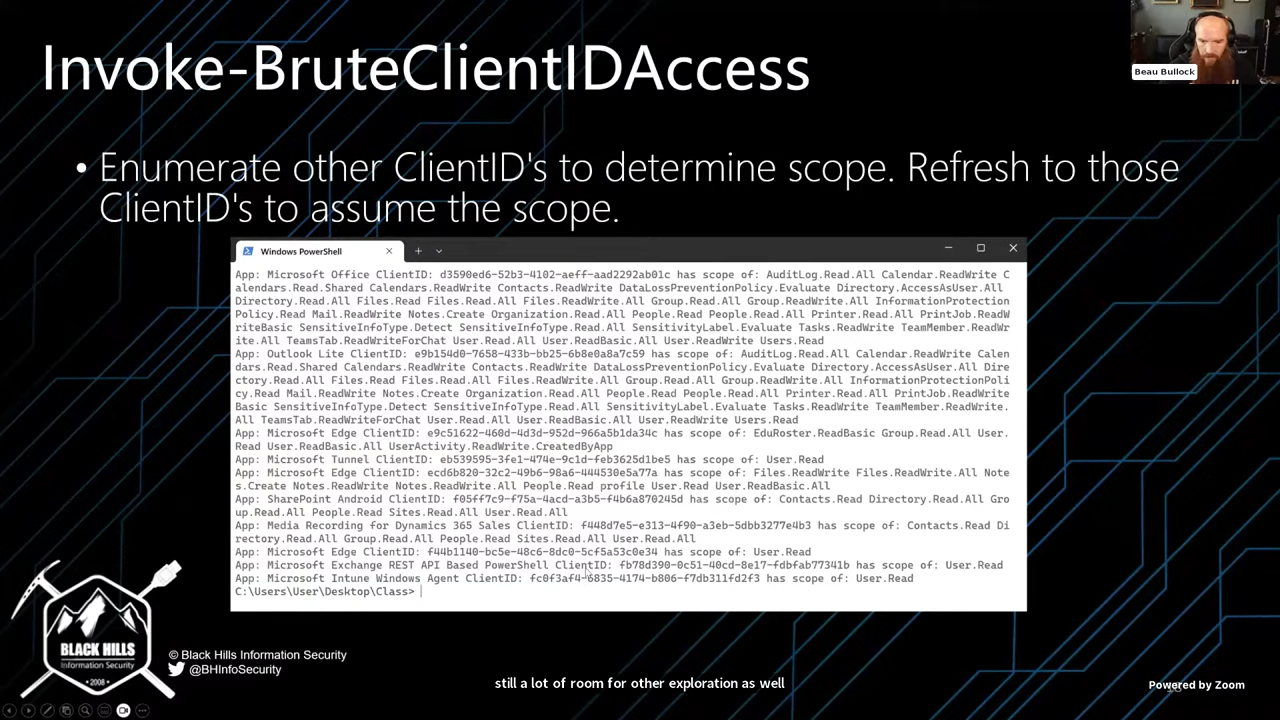 Invoke-BruteClientIDAccess
Beau Bullock
• Enumerate other ClientID's to determine scope. Refresh to those
ClientID's to assume the scope.
Windows PowerShell
App: Microsoft Office ClientID: d3590ed6-52b3-4102-aeff-aad2292ab01c has scope of: AuditLog.Read.All Calendar.ReadWrite C
alendars.Read.Shared Calendars.ReadWrite Contacts.ReadWrite DataLossPreventionPolicy.Evaluate Directory.AccessAsUser.All
Directory.Read.All Files.Read Files.Read.All Files.ReadWrite.All Group.Read.All Group.ReadWrite.All InformationProtection
Policy.Read Mail.ReadWrite Notes.Create Organization.Read.All People.Read People.Read.All Printer.Read.All PrintJob.ReadW
riteBasic SensitiveInfoType.Detect SensitiveInfoType.Read.All SensitivityLabel.Evaluate Tasks.ReadWrite TeamMember.ReadWr
ite.All TeamsTab.ReadWriteForChat User.Read.All User.ReadBasic.All User.ReadWrite Users.Read
App: Outlook Lite ClientID: e9b154d0-7658-433b-bb25-6b8e0a8a7c59 has scope of: AuditLog.Read.All Calendar.ReadWrite Calen
dars.Read.Shared Calendars.ReadWrite Contacts.ReadWrite DataLossPreventionPolicy.Evaluate Directory.AccessAsUser.All Dire
ctory.Read.All Files.Read Files.Read.All Files.ReadWrite.All Group.Read.All Group.ReadWrite.All InformationProtectionPoli
cy.Read Mail.ReadWrite Notes.Create Organization.Read.All People.Read People.Read.All Printer.Read.All PrintJob.ReadWrite
Basic SensitiveInfoType.Detect SensitiveInfoType.Read.All SensitivityLabel.Evaluate Tasks.ReadWrite TeamMember.ReadWrite.
All TeamsTab.ReadWriteForChat User.Read.All User.ReadBasic.All User.ReadWrite Users.Read
App: Microsoft Edge ClientID: e9c51622-460d-4d3d-952d-966a5b1da34c has scope of: EduRoster.ReadBasic Group.Read.All User.
Read User.ReadBasic.All UserActivity.ReadWrite.CreatedByApp
App: Microsoft Tunnel ClientID: eb539595-3fe1-474e-9c1d-feb3625d1be5 has scope of: User.Read
App: Microsoft Edge ClientID: ecd6b820-32c2-49b6-98a6-444530e5a77a has scope of: Files.ReadWrite Files.ReadWrite.All Note
s.Create Notes.ReadWrite Notes.ReadWrite.All People.Read profile User.Read User.ReadBasic.All
App: SharePoint Android ClientID: f05ff7c9-f75a-4acd-a3b5-f4b6a870245d has scope of: Contacts.Read Directory.Read.All Gro
up.Read.All People.Read Sites.Read.All User.Read.All
App: Media Recording for Dynamics 365 Sales ClientID: f448d7e5-e313-4f90-a3eb-5dbb3277e4b3 has scope of: Contacts.Read Di
rectory.Read.All Group.Read.All People.Read Sites.Read.All User.Read.All
App: Microsoft Edge ClientID: f44b1140-bc5e-48c6-8dc0-5cf5a53c0e34 has scope of: User.Read
App: Microsoft Exchange REST API Based PowerShell ClientID: fb78d390-0c51-40cd-8e17-fdbfab77341b has scope of: User.Read
App: Microsoft Intune Windows Agent ClientID: fc0f3af4-6835-4174-b806-f7db311fd2f3 has scope of: User.Read
C:\Users\User\Desktop\Class>
BLACK HILLS
Information Security
• 2008 •
© Black Hills Information Security
@BHInfoSecurity
still a lot of room for other exploration as well
Powered by Zoom